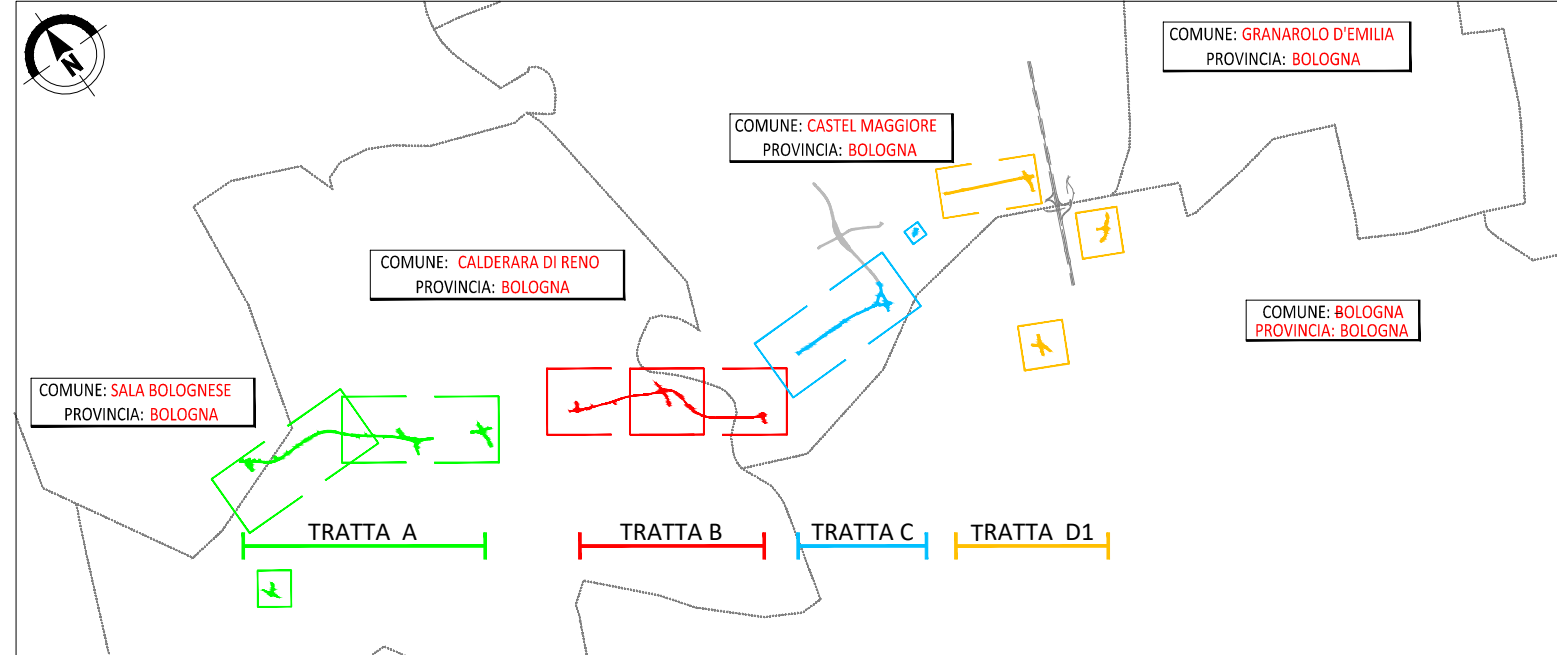 N
COMUNE: GRANAROLO D'EMILIA
PROVINCIA: BOLOGNA
COMUNE: CASTEL MAGGIORE
PROVINCIA: BOLOGNA
COMUNE: CALDERARA DI RENO
PROVINCIA: BOLOGNA
COMUNE: BOLOGNA
PROVINCIA: BOLOGNA
COMUNE: SALA BOLOGNESE
PROVINCIA: BOLOGNA
TRATTA A
TRATTA B
TRATTA C
TRATTA D1